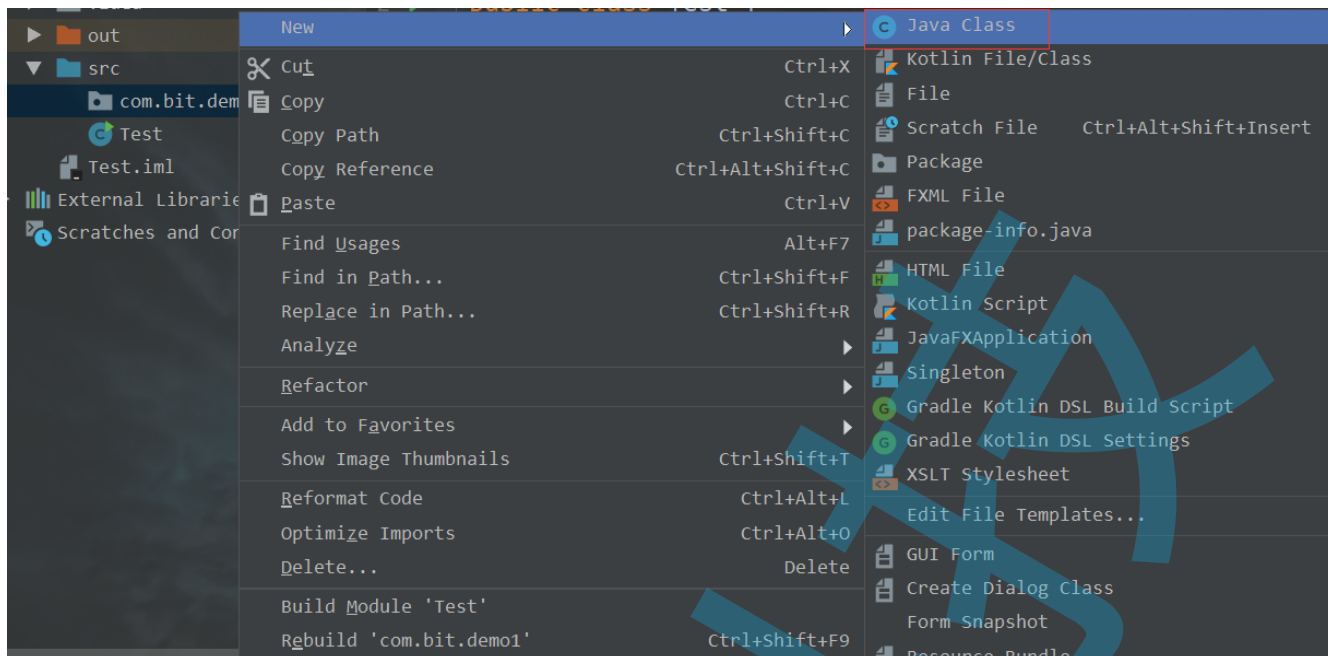 out
src
com.bit.dem
Test
Test.iml
External Librarie
Scratches and Cor
public class Test {
New
Cut Ctrl+X
Copy Ctrl+C
Copy Path Ctrl+Shift+C
Copy Reference Ctrl+Alt+Shift+C
Paste Ctrl+V
Find Usages Alt+F7
Find in Path... Ctrl+Shift+F
Replace in Path... Ctrl+Shift+R
Analyze
Refactor
Add to Favorites
Show Image Thumbnails Ctrl+Shift+T
Reformat Code Ctrl+Alt+L
Optimize Imports Ctrl+Alt+O
Delete... Delete
Build Module 'Test'
Rebuild 'com.bit.demo1' Ctrl+Shift+F9
Java Class
Kotlin File/Class
File
Scratch File Ctrl+Alt+Shift+Insert
Package
FXML File
package-info.java
HTML File
Kotlin Script
JavaFXApplication
Singleton
Gradle Kotlin DSL Build Script
Gradle Kotlin DSL Settings
XSLT Stylesheet
Edit File Templates...
GUI Form
Create Dialog Class
Form Snapshot
Resource Bundle